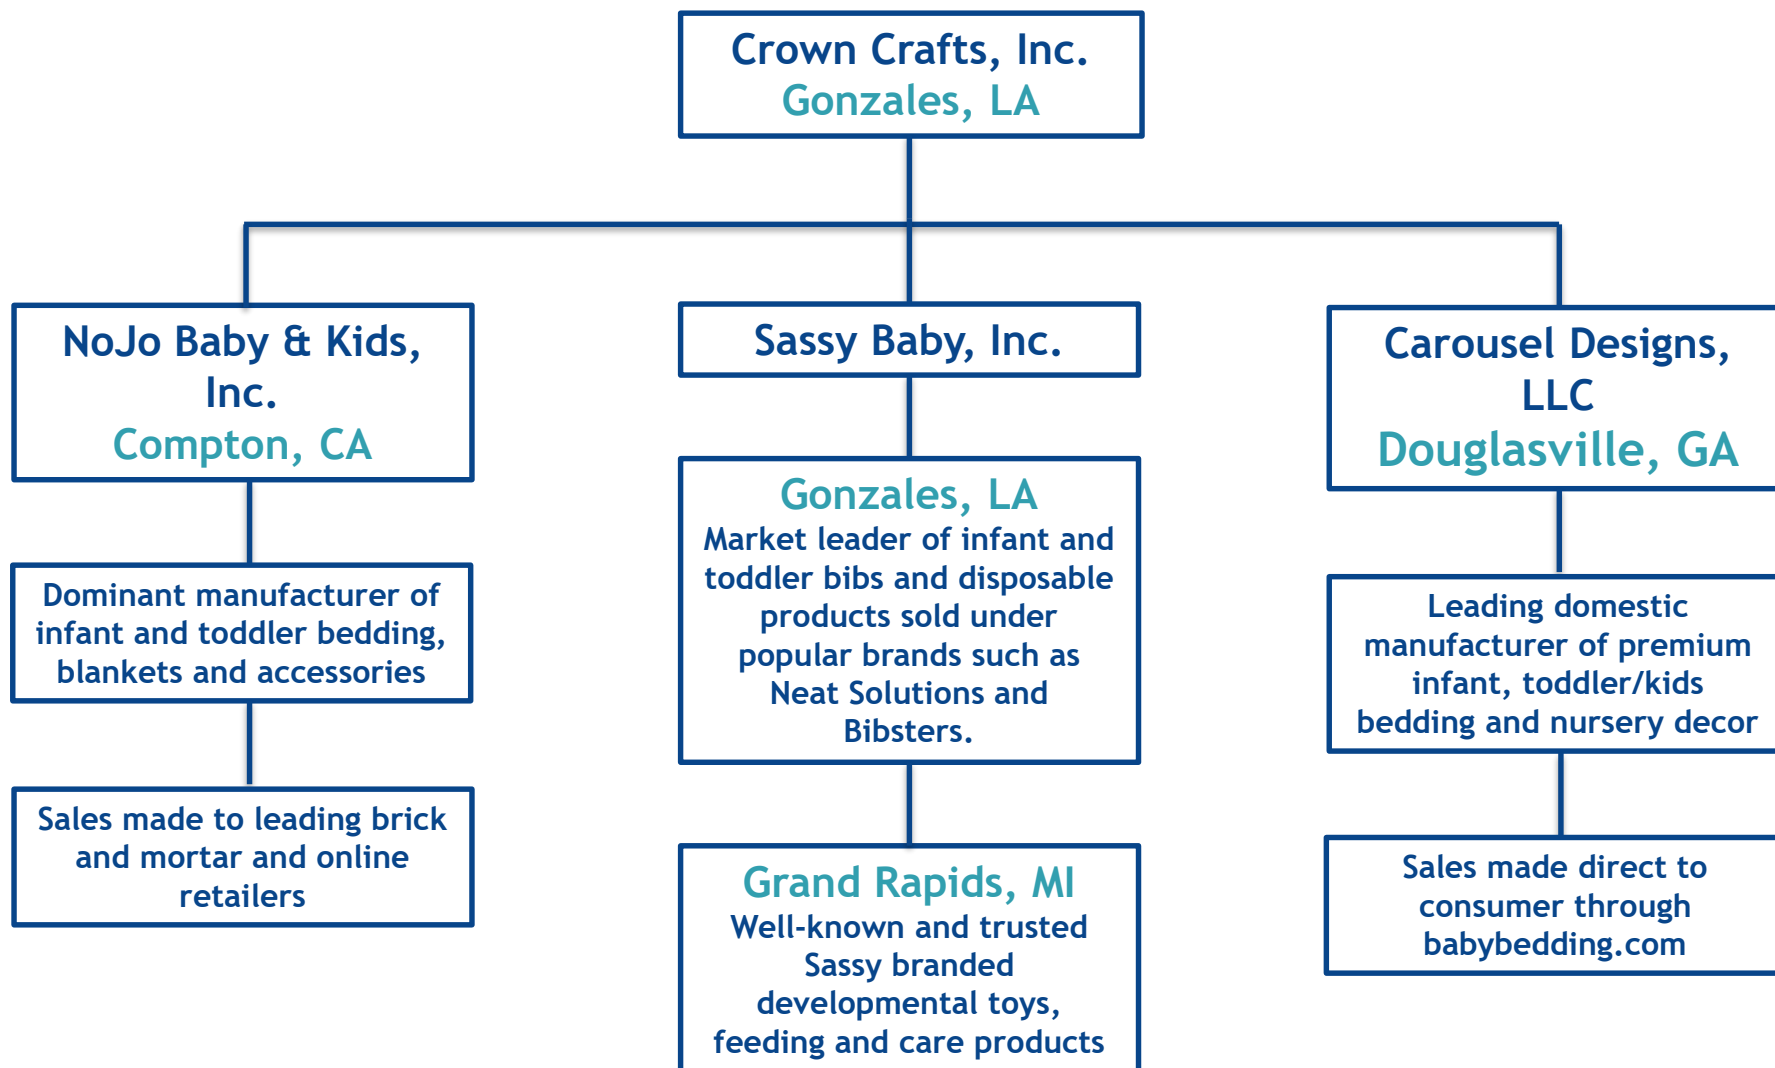 Crown Crafts, Inc.
Gonzales, LA
NoJo Baby & Kids,
Inc.
Compton, CA
Dominant manufacturer of
infant and toddler bedding,
blankets and accessories
Sales made to leading brick
and mortar and online
retailers
Sassy Baby, Inc.
Gonzales, LA
Market leader of infant and
toddler bibs and disposable
products sold under
popular brands such as
Neat Solutions and
Bibsters.
Grand Rapids, MI
Well-known and trusted
Sassy branded
developmental toys,
feeding and care products
Carousel Designs,
LLC
Douglasville, GA
Leading domestic
manufacturer of premium
infant, toddler/kids
bedding and nursery decor
Sales made direct to
consumer through
babybedding.com